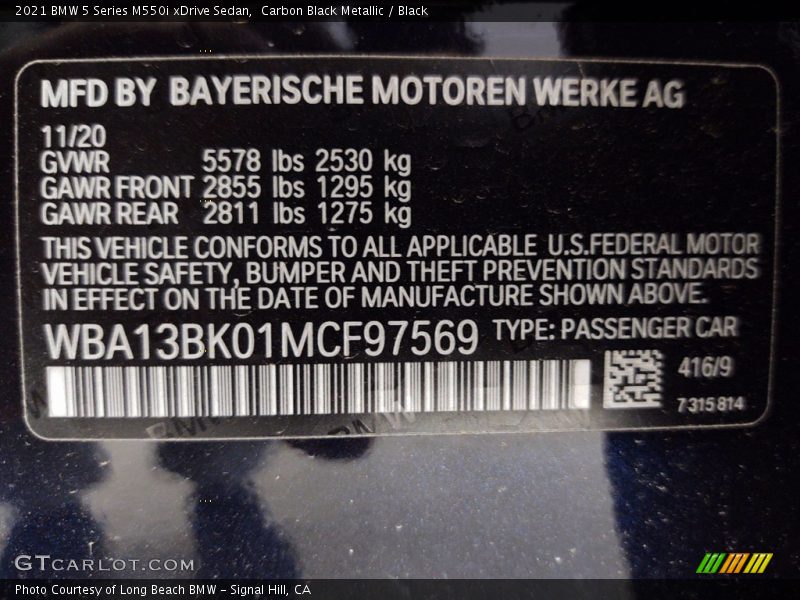 2021 BMW 5 Series M550i xDrive Sedan, Carbon Black Metallic / Black
MFD BY BAYERISCHE MOTOREN WERKE AG
11/20
GVWR 5578 lbs 2530 kg
GAWR FRONT 2855 lbs 1295 kg
GAWR REAR 2811 lbs 1275 kg
THIS VEHICLE CONFORMS TO ALL APPLICABLE U.S.FEDERAL MOTOR
VEHICLE SAFETY, BUMPER AND THEFT PREVENTION STANDARDS
IN EFFECT ON THE DATE OF MANUFACTURE SHOWN ABOVE.
WBA13BK01MCF97569 TYPE: PASSENGER CAR
416/9
7315814
BMW BMW
GTCARLOT.COM
Photo Courtesy of Long Beach BMW - Signal Hill, CA